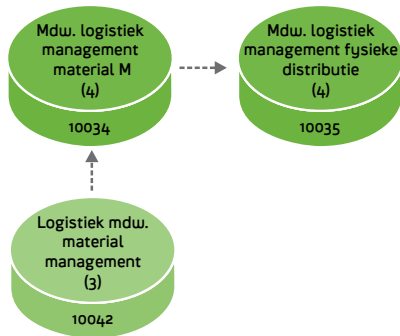 Mdw. logistiek
management
material M
(4)
10034
Mdw. logistiek
management fysieke
distributie
(4)
10035
Logistiek mdw.
material
management
(3)
10042